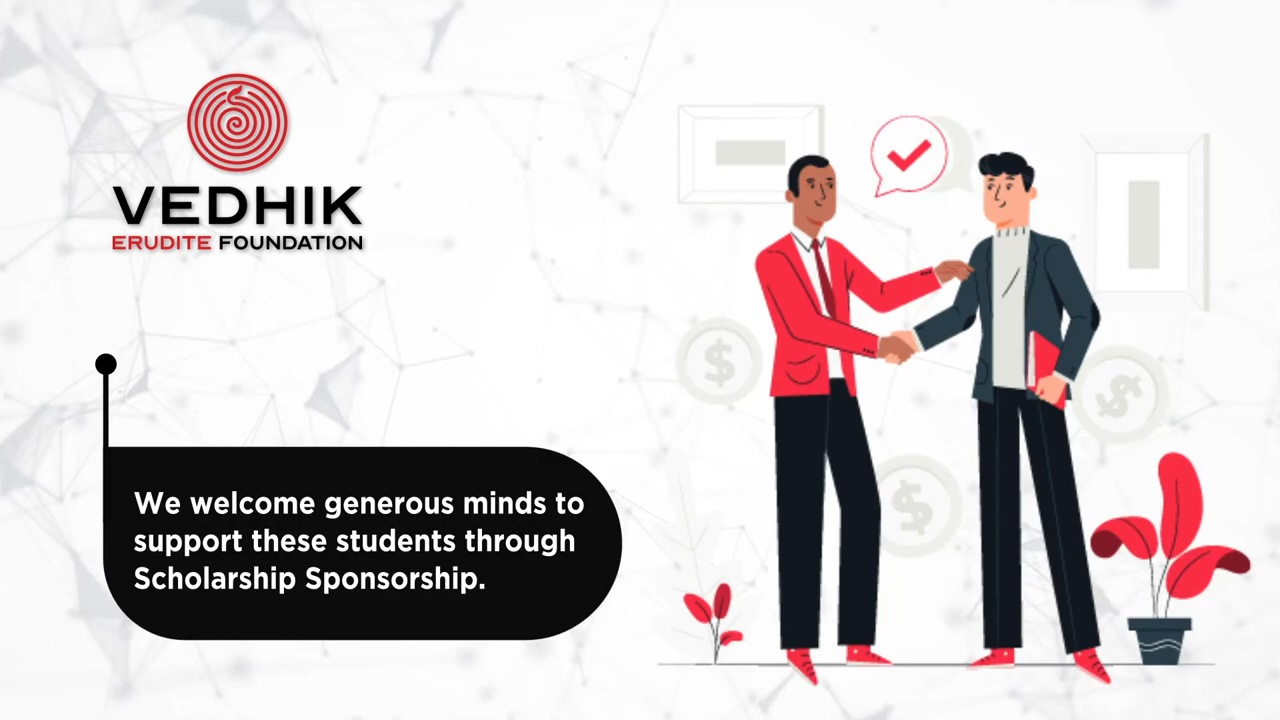 VEDHIK
ERUDITE FOUNDATION
We welcome generous minds to
support these students through
Scholarship Sponsorship.
$
$
$